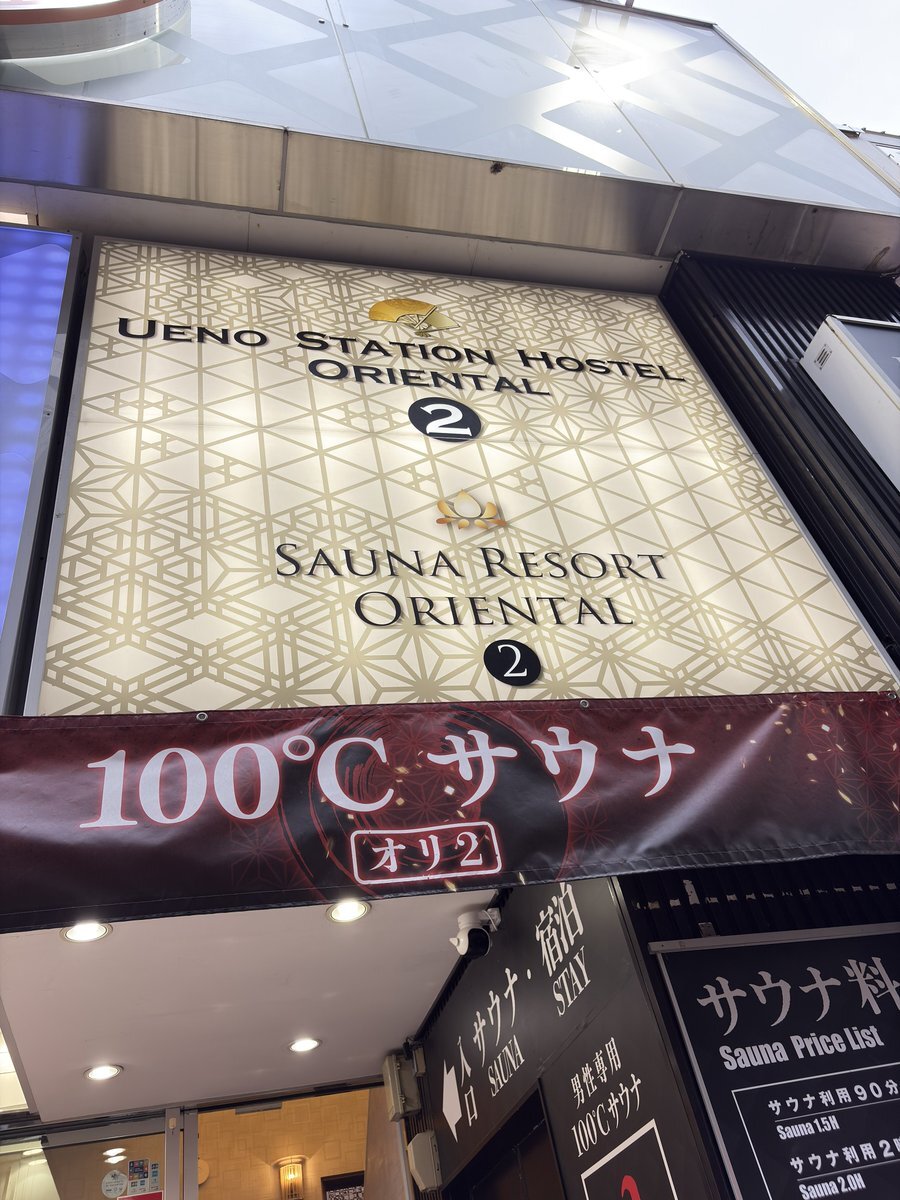 UENO STATION HOSTEL
ORIENTAL
2
SAUNA RESORT
ORIENTAL
2
100℃ サウナ
オリ2
サウナ・宿泊
SAUNA STAY
入口
男性専用
100℃サウナ
サウナ料
Sauna Price List
サウナ利用90分
Sauna 1.5H
サウナ利用2時
Sauna 2.0H